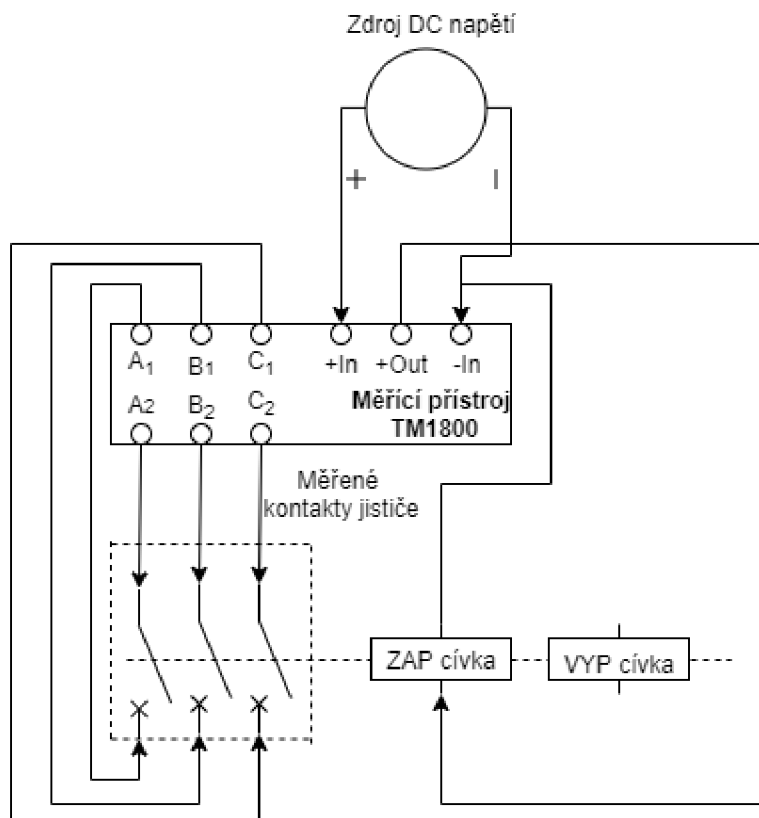 Zdroj DC napětí
+
A1 B1 C1 +In +Out -In
A2 B2 C2 Měřící přístroj
TM1800
Měřené
kontakty jističe
ZAP cívka VYP cívka